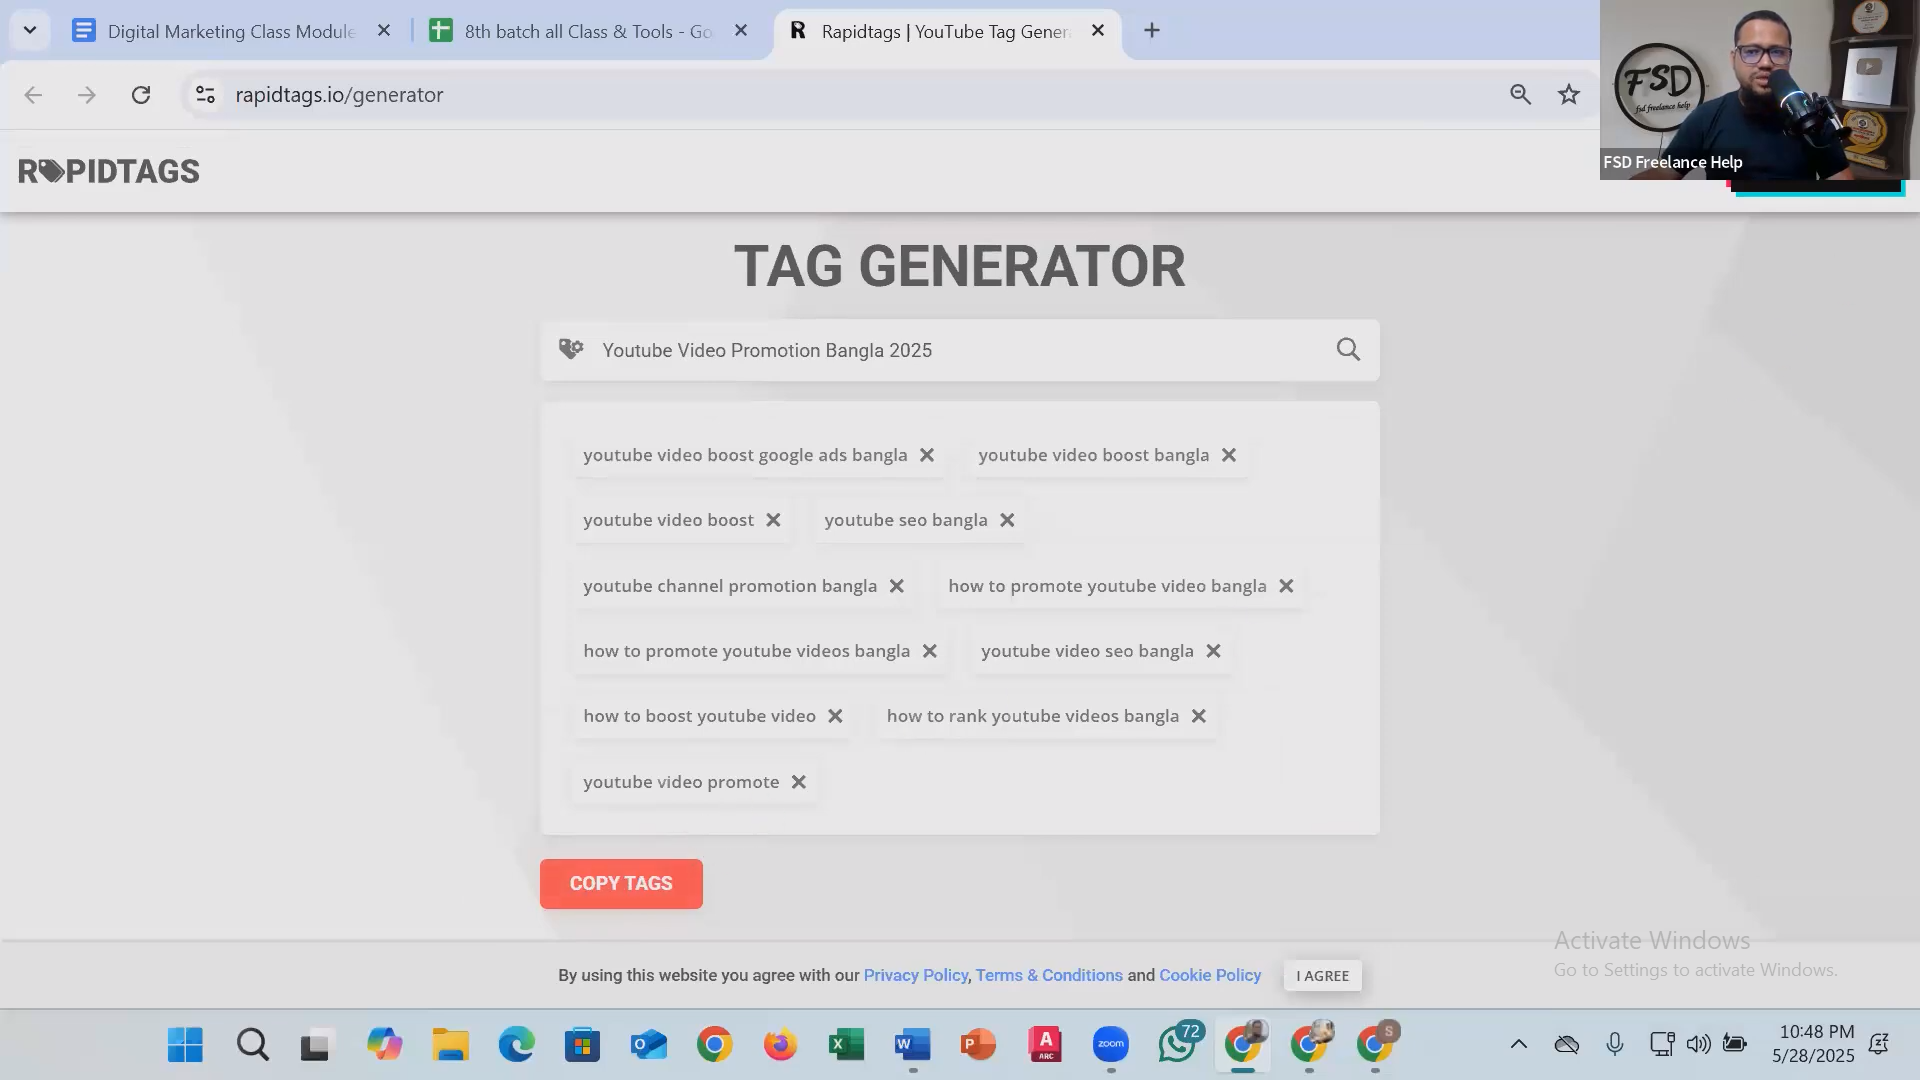 Digital Marketing Class Module
8th batch all Class & Tools - Go
R
Rapidtags | YouTube Tag Gener
rapidtags.io/generator
FSD
fsd freelance help
FSD Freelance Help
RAPIDTAGS
TAG GENERATOR
Youtube Video Promotion Bangla 2025
youtube video boost google ads bangla
youtube video boost bangla
youtube video boost
youtube seo bangla
youtube channel promotion bangla
how to promote youtube video bangla
how to promote youtube videos bangla
youtube video seo bangla
how to boost youtube video
how to rank youtube videos bangla
youtube video promote
COPY TAGS
Activate Windows
Go to Settings to activate Windows.
By using this website you agree with our Privacy Policy, Terms & Conditions and Cookie Policy
I AGREE
zoom
72
S
10:48 PM
5/28/2025